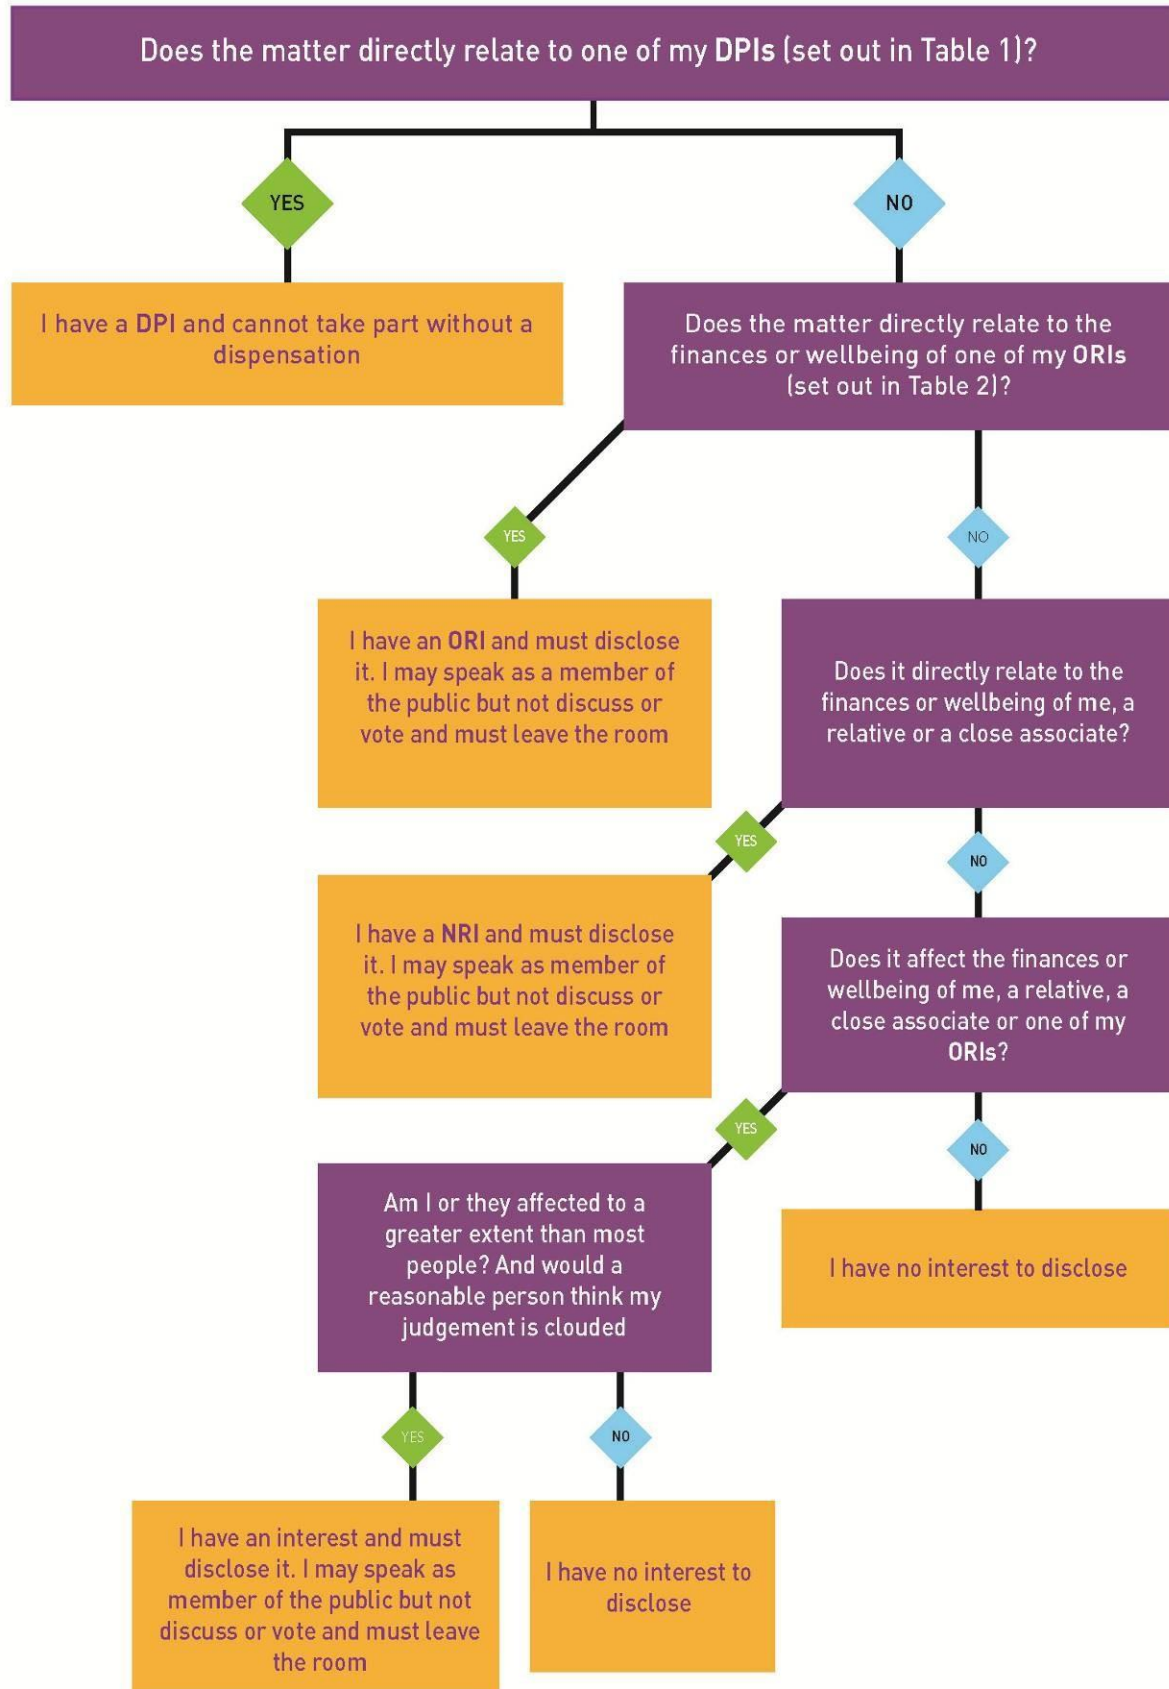 Does the matter directly relate to one of my DPIs (set out in Table 1)?
YES
NO
I have a DPI and cannot take part without a
dispensation
Does the matter directly relate to the
finances or wellbeing of one of my ORIs
(set out in Table 2)?
YES
NO
I have an ORI and must disclose
it. I may speak as a member of
the public but not discuss or
vote and must leave the room
Does it directly relate to the
finances or wellbeing of me, a
relative or a close associate?
YES
NO
I have a NRI and must disclose
it. I may speak as member of
the public but not discuss or
vote and must leave the room
Does it affect the finances or
wellbeing of me, a relative, a
close associate or one of my
ORIs?
YES
NO
Am I or they affected to a
greater extent than most
people? And would a
reasonable person think my
judgement is clouded
I have no interest to disclose
YES
NO
I have an interest and must
disclose it. I may speak as
member of the public but not
discuss or vote and must leave
the room
I have no interest to
disclose